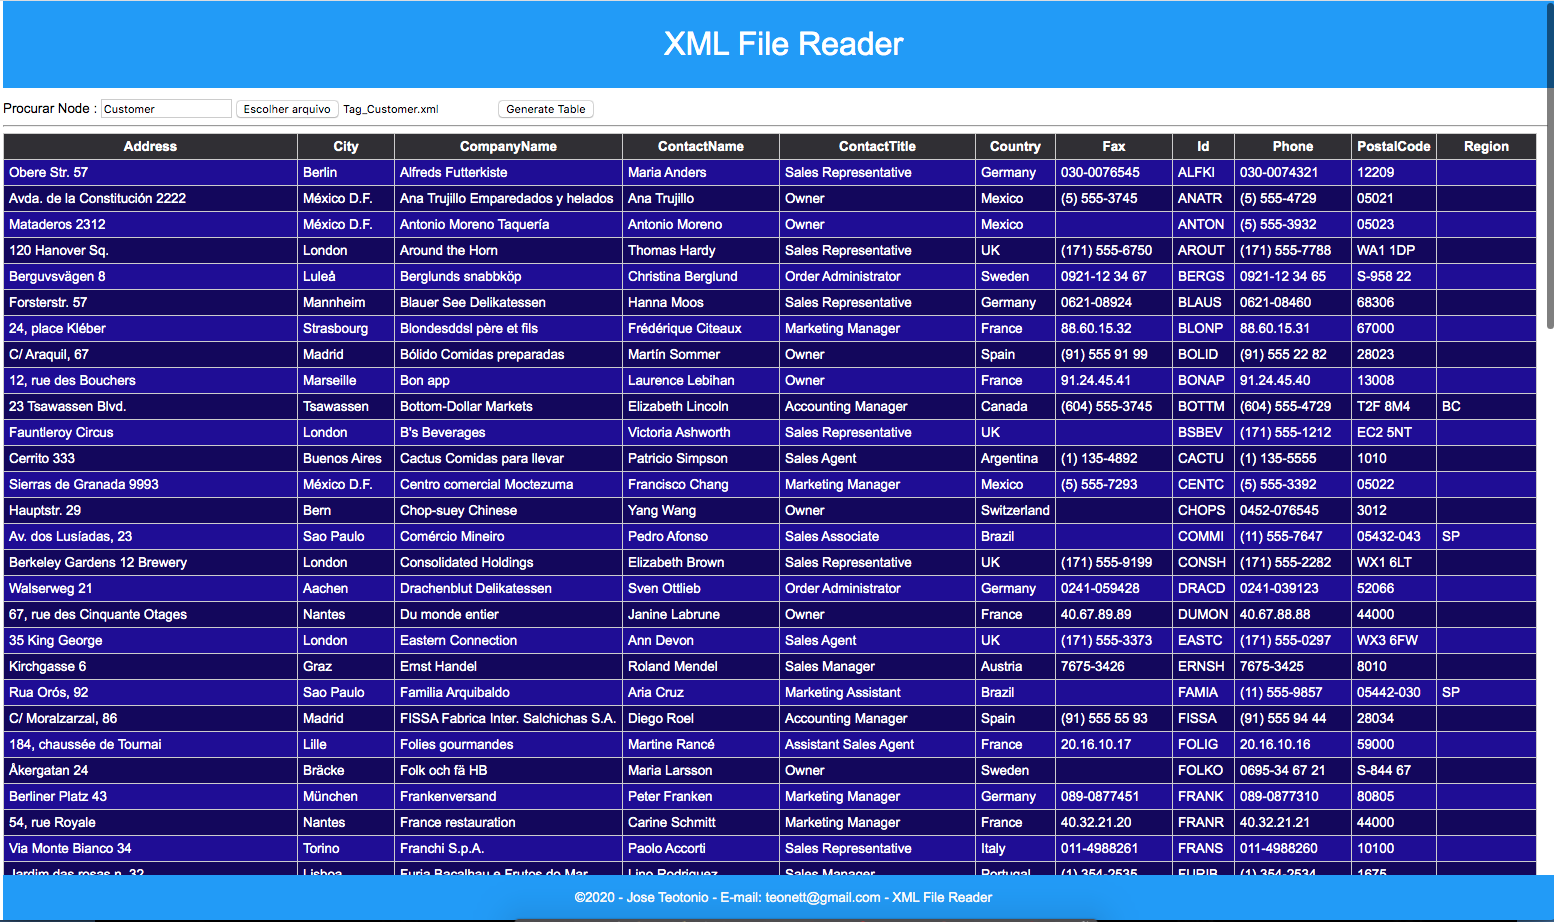 XML File Reader
Procurar Node : Customer Escolher arquivo Tag_Customer.xml Generate Table
Address City CompanyName ContactName ContactTitle Country Fax Id Phone PostalCode Region
Obere Str. 57 Berlin Alfreds Futterkiste Maria Anders Sales Representative Germany 030-0076545 ALFKI 030-0074321 12209
Avda. de la Constitución 2222 México D.F. Ana Trujillo Emparedados y helados Ana Trujillo Owner Mexico (5) 555-3745 ANATR (5) 555-4729 05021
Mataderos 2312 México D.F. Antonio Moreno Taquería Antonio Moreno Owner Mexico ANTON (5) 555-3932 05023
120 Hanover Sq. London Around the Horn Thomas Hardy Sales Representative UK (171) 555-6750 AROUT (171) 555-7788 WA1 1DP
Berguvsvägen 8 Luleå Berglunds snabbköp Christina Berglund Order Administrator Sweden 0921-12 34 67 BERGS 0921-12 34 65 S-958 22
Forsterstr. 57 Mannheim Blauer See Delikatessen Hanna Moos Sales Representative Germany 0621-08924 BLAUS 0621-08460 68306
24, place Kléber Strasbourg Blondesddsl père et fils Frédérique Citeaux Marketing Manager France 88.60.15.32 BLONP 88.60.15.31 67000
C/ Araquil, 67 Madrid Bólido Comidas preparadas Martín Sommer Owner Spain (91) 555 91 99 BOLID (91) 555 22 82 28023
12, rue des Bouchers Marseille Bon app Laurence Lebihan Owner France 91.24.45.41 BONAP 91.24.45.40 13008
23 Tsawassen Blvd. Tsawassen Bottom-Dollar Markets Elizabeth Lincoln Accounting Manager Canada (604) 555-3745 BOTTM (604) 555-4729 T2F 8M4 BC
Fauntleroy Circus London B's Beverages Victoria Ashworth Sales Representative UK BSBEV (171) 555-1212 EC2 5NT
Cerrito 333 Buenos Aires Cactus Comidas para llevar Patricio Simpson Sales Agent Argentina (1) 135-4892 CACTU (1) 135-5555 1010
Sierras de Granada 9993 México D.F. Centro comercial Moctezuma Francisco Chang Marketing Manager Mexico (5) 555-7293 CENTC (5) 555-3392 05022
Hauptstr. 29 Bern Chop-suey Chinese Yang Wang Owner Switzerland CHOPS 0452-076545 3012
Av. dos Lusíadas, 23 Sao Paulo Comércio Mineiro Pedro Afonso Sales Associate Brazil COMMI (11) 555-7647 05432-043 SP
Berkeley Gardens 12 Brewery London Consolidated Holdings Elizabeth Brown Sales Representative UK (171) 555-9199 CONSH (171) 555-2282 WX1 6LT
Walserweg 21 Aachen Drachenblut Delikatessen Sven Ottlieb Order Administrator Germany 0241-059428 DRACD 0241-039123 52066
67, rue des Cinquante Otages Nantes Du monde entier Janine Labrune Owner France 40.67.89.89 DUMON 40.67.88.88 44000
35 King George London Eastern Connection Ann Devon Sales Agent UK (171) 555-3373 EASTC (171) 555-0297 WX3 6FW
Kirchgasse 6 Graz Ernst Handel Roland Mendel Sales Manager Austria 7675-3426 ERNSH 7675-3425 8010
Rua Orós, 92 Sao Paulo Familia Arquibaldo Aria Cruz Marketing Assistant Brazil FAMIA (11) 555-9857 05442-030 SP
C/ Moralzarzal, 86 Madrid FISSA Fabrica Inter. Salchichas S.A. Diego Roel Accounting Manager Spain (91) 555 55 93 FISSA (91) 555 94 44 28034
184, chaussée de Tournai Lille Folies gourmandes Martine Rancé Assistant Sales Agent France 20.16.10.17 FOLIG 20.16.10.16 59000
Åkergatan 24 Bräcke Folk och fä HB Maria Larsson Owner Sweden FOLKO 0695-34 67 21 S-844 67
Berliner Platz 43 München Frankenversand Peter Franken Marketing Manager Germany 089-0877451 FRANK 089-0877310 80805
54, rue Royale Nantes France restauration Carine Schmitt Marketing Manager France 40.32.21.20 FRANR 40.32.21.21 44000
Via Monte Bianco 34 Torino Franchi S.p.A. Paolo Accorti Sales Representative Italy 011-4988261 FRANS 011-4988260 10100
Jardim das rosas n. 32 Lisboa Furia Bacalhau e Frutos do Mar Lino Rodriguez Sales Manager Portugal (1) 354-2535 FURIB (1) 354-2534 1675
©2020 - Jose Teotonio - E-mail: teonett@gmail.com - XML File Reader